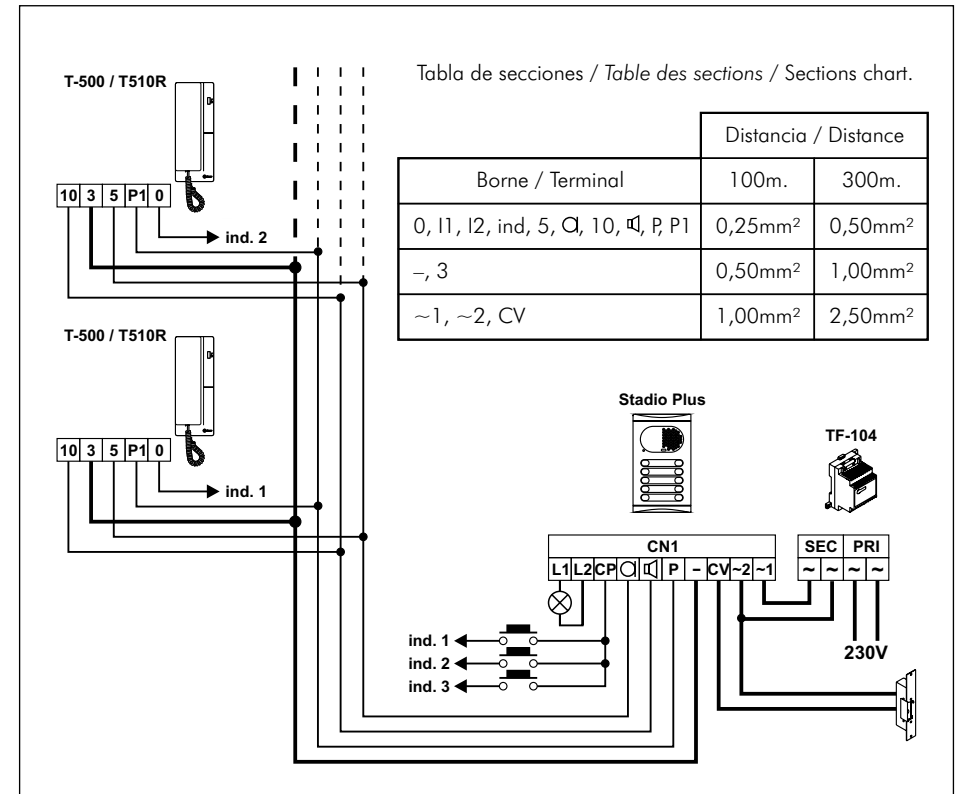 T-500 / T510R
10 3 5 P1 0
ind. 2
T-500 / T510R
10 3 5 P1 0
ind. 1
Tabla de secciones / Table des sections / Sections chart.
Distancia / Distance
Borne / Terminal 100m. 300m.
0, I1, I2, ind, 5, 10, P, P1 0,25mm² 0,50mm²
–, 3 0,50mm² 1,00mm²
~1, ~2, CV 1,00mm² 2,50mm²
Stadio Plus
TF-104
CN1
L1 L2 CP P – CV ~2 ~1
SEC PRI
~ ~ ~ ~
230V
ind. 1
ind. 2
ind. 3